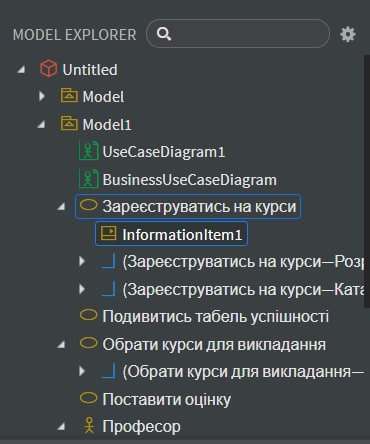 MODEL EXPLORER
Untitled
Model
Model1
UseCaseDiagram1
BusinessUseCaseDiagram
Зареєструватись на курси
InformationItem1
(Зареєструватись на курси—Розр
(Зареєструватись на курси—Ката
Подивитись табель успішності
Обрати курси для викладання
(Обрати курси для викладання—
Поставити оцінку
Професор